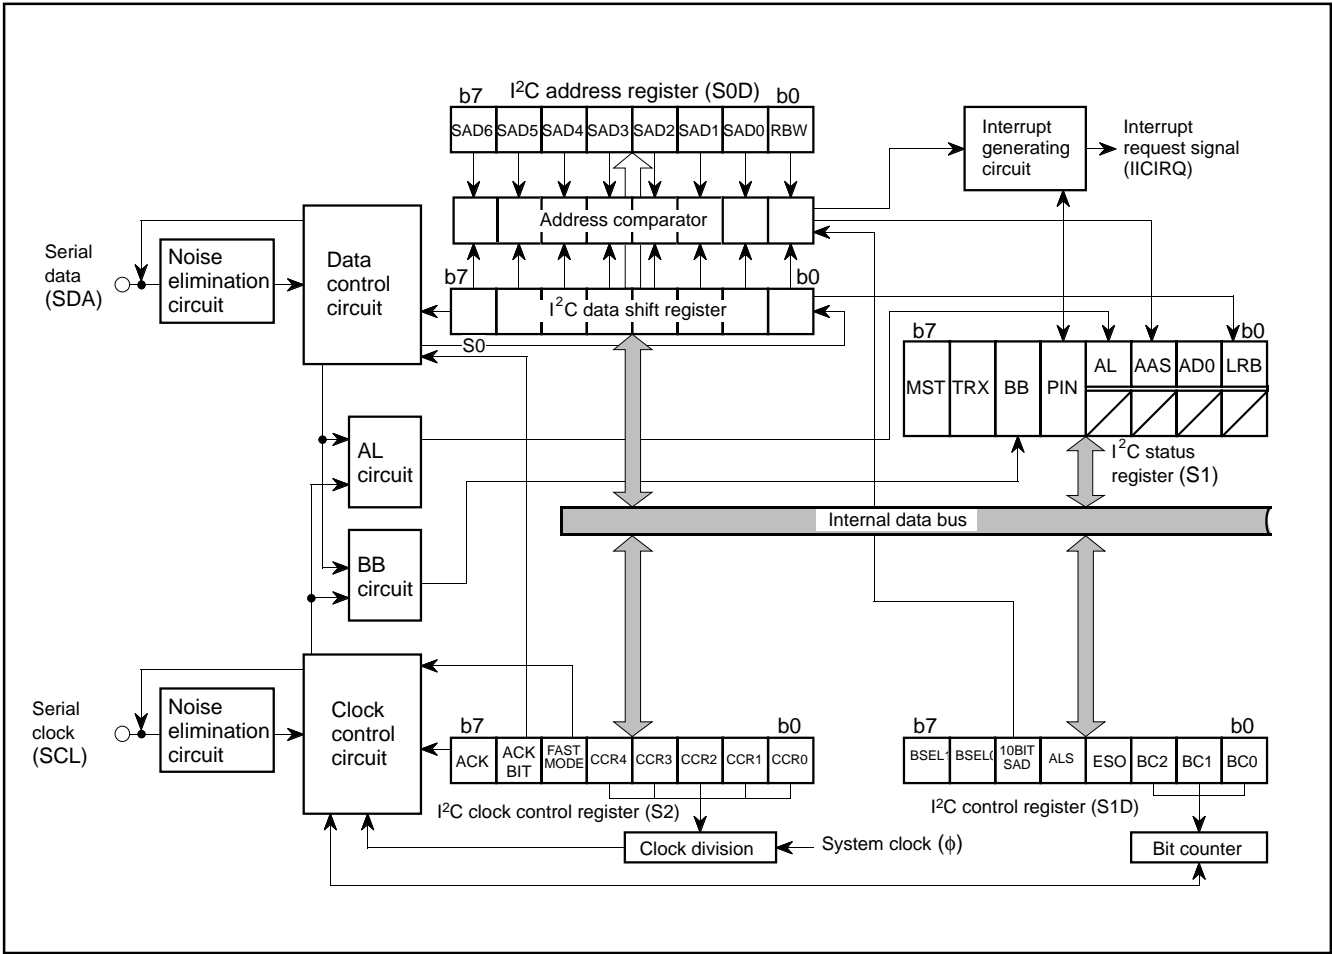 I²C address register (S0D)
b7
b0
SAD6 SAD5 SAD4 SAD3 SAD2 SAD1 SAD0 RBW
Interrupt
generating
circuit
Interrupt
request signal
(IICIRQ)
Address comparator
Serial
data
(SDA)
Noise
elimination
circuit
Data
control
circuit
b7
b0
I²C data shift register
S0
b7
b0
MST TRX BB PIN AL AAS AD0 LRB
I²C status
register (S1)
AL
circuit
Internal data bus
BB
circuit
Serial
clock
(SCL)
Noise
elimination
circuit
Clock
control
circuit
b7
b0
ACK
ACK
BIT
FAST
MODE
CCR4 CCR3 CCR2 CCR1 CCR0
I²C clock control register (S2)
b7
b0
BSEL1 BSEL0
10BIT
SAD
ALS ESO BC2 BC1 BC0
I²C control register (S1D)
Clock division
System clock (ϕ)
Bit counter